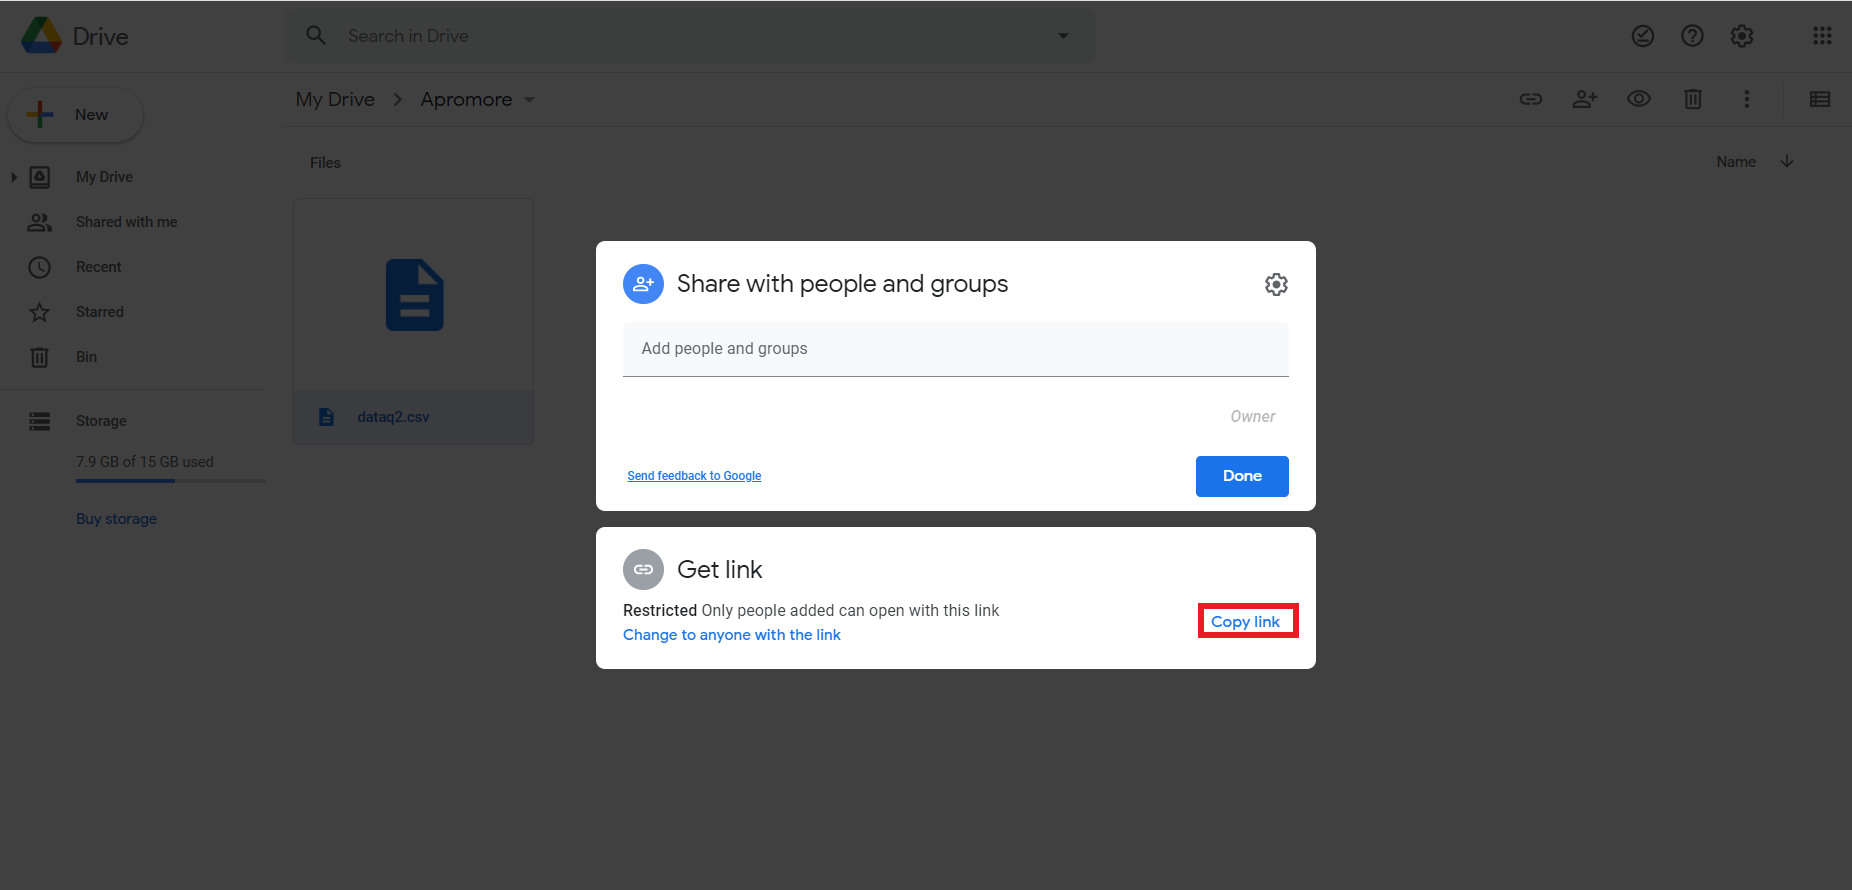 Drive
Search in Drive
New
My Drive > Apromore
My Drive
Shared with me
Recent
Starred
Bin
Storage
7.9 GB of 15 GB used
Buy storage
Files
Name
dataq2.csv
Share with people and groups
Add people and groups
Owner
Send feedback to Google
Done
Get link
Restricted Only people added can open with this link
Change to anyone with the link
Copy link